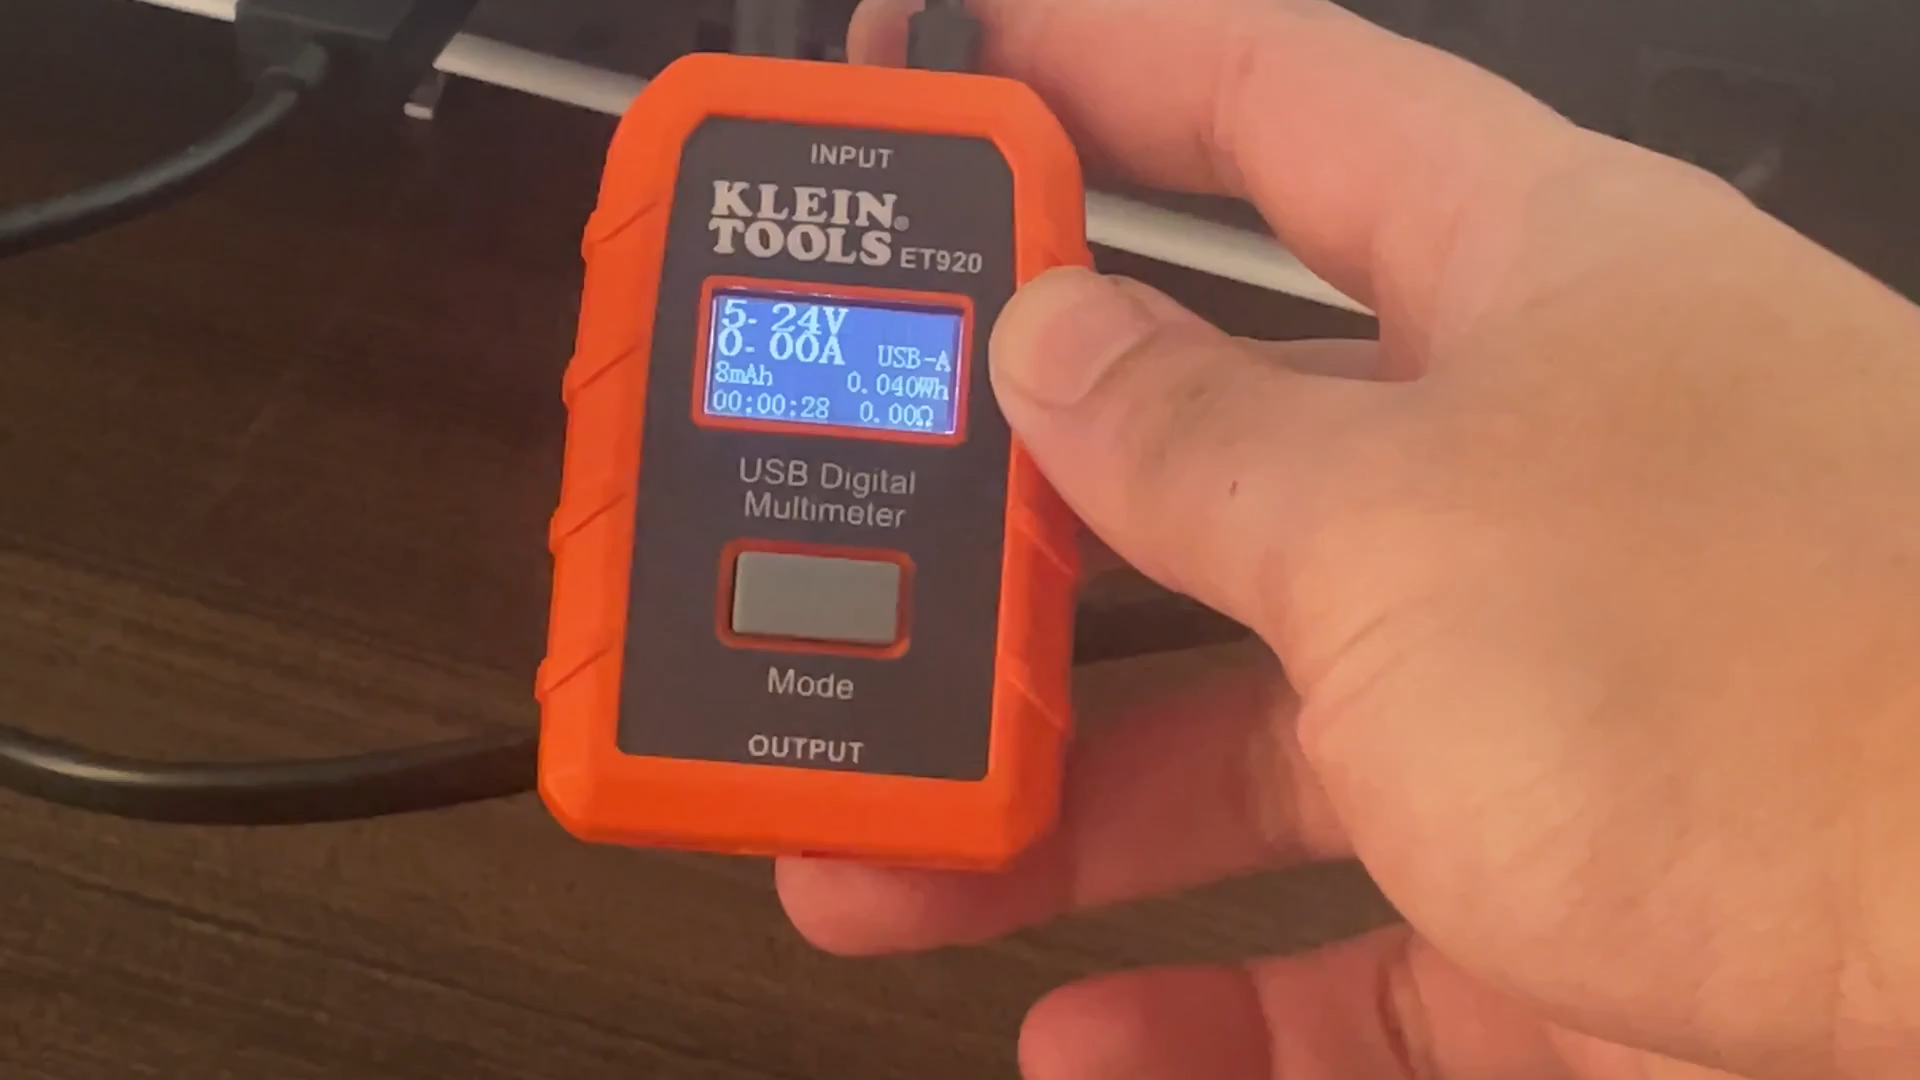 INPUT
KLEIN
TOOLS® ET920
5.24V
0.00A USB-A
8mAh 0.040Wh
00:00:28 0.00Ω
USB Digital
Multimeter
Mode
OUTPUT